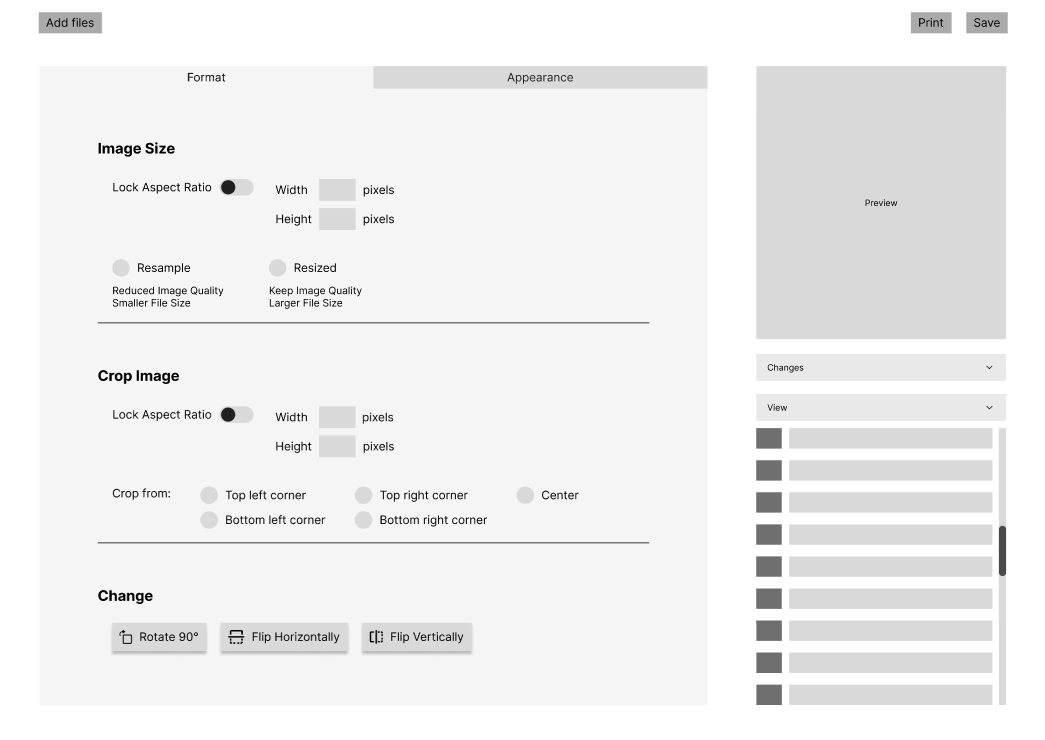 Add files
Print
Save
Format
Appearance
Image Size
Lock Aspect Ratio
Width
pixels
Height
pixels
Resample
Resized
Reduced Image Quality
Smaller File Size
Keep Image Quality
Larger File Size
Crop Image
Lock Aspect Ratio
Width
pixels
Height
pixels
Crop from:
Top left corner
Top right corner
Center
Bottom left corner
Bottom right corner
Change
Rotate 90°
Flip Horizontally
Flip Vertically
Preview
Changes
View